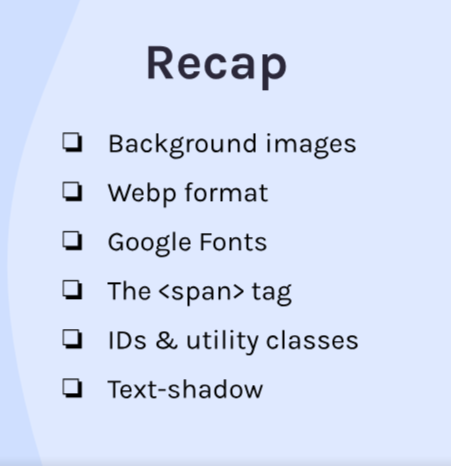 Recap
❏ Background images
❏ Webp format
❏ Google Fonts
❏ The <span> tag
❏ IDs & utility classes
❏ Text-shadow